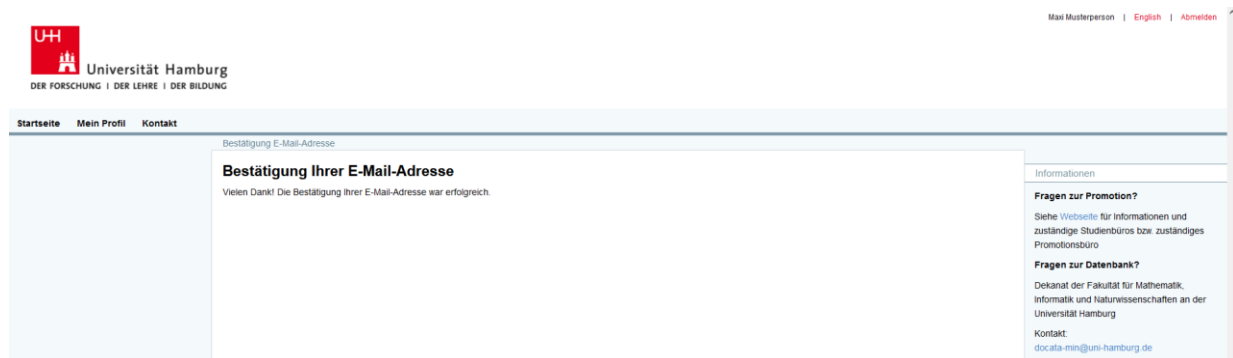 Maxi Musterperson | English | Abmelden
UH
Universität Hamburg
DER FORSCHUNG | DER LEHRE | DER BILDUNG
Startseite Mein Profil Kontakt
Bestätigung E-Mail-Adresse
Bestätigung Ihrer E-Mail-Adresse
Vielen Dank! Die Bestätigung Ihrer E-Mail-Adresse war erfolgreich.
Informationen
Fragen zur Promotion?
Siehe Webseite für Informationen und
zuständige Studienbüros bzw. zuständiges
Promotionsbüro
Fragen zur Datenbank?
Dekanat der Fakultät für Mathematik,
Informatik und Naturwissenschaften an der
Universität Hamburg
Kontakt:
docata-min@uni-hamburg.de